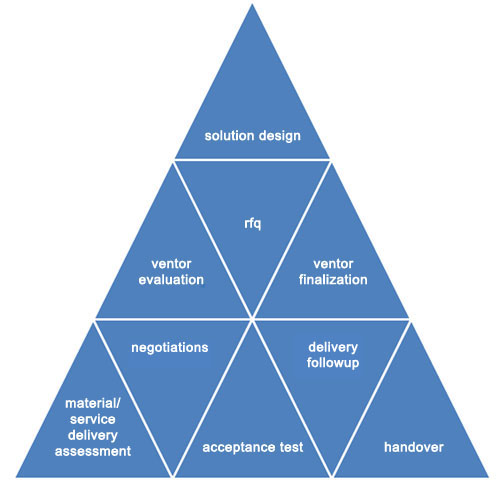 solution design
rfq
ventor
evaluation
ventor
finalization
negotiations
delivery
followup
material/
service
delivery
assessment
acceptance test
handover